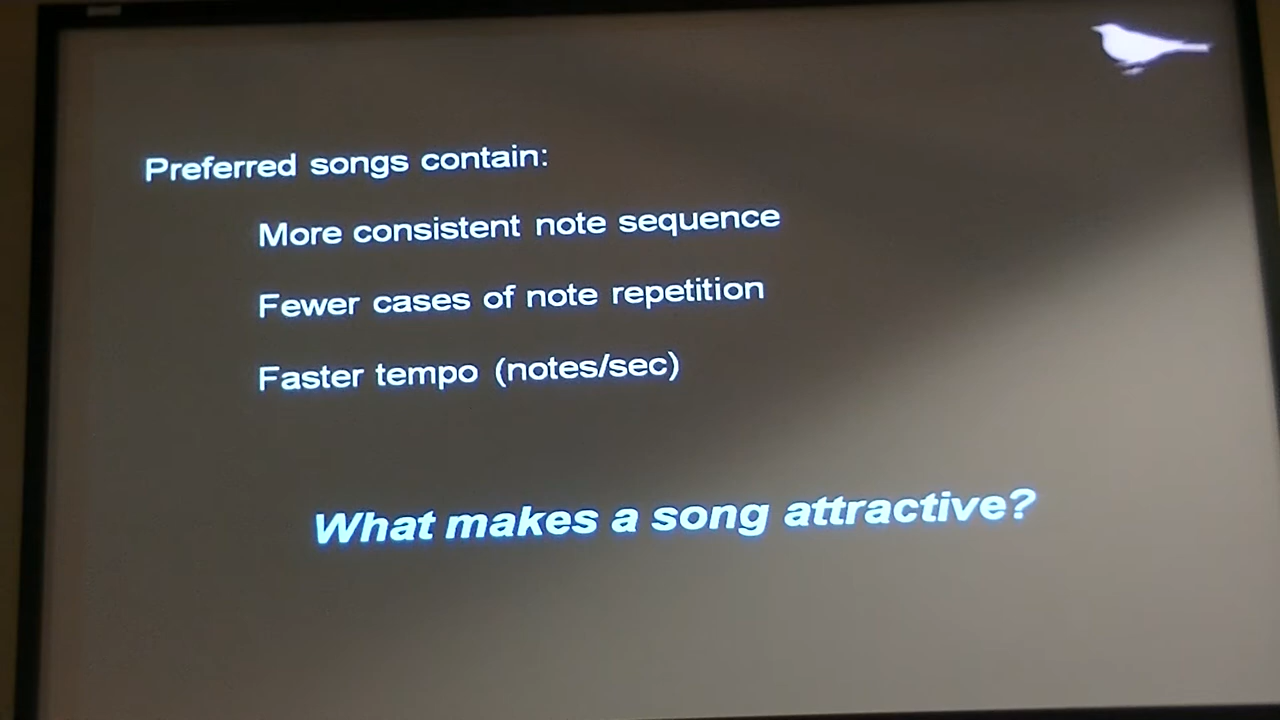 Preferred songs contain:
More consistent note sequence
Fewer cases of note repetition
Faster tempo (notes/sec)
What makes a song attractive?